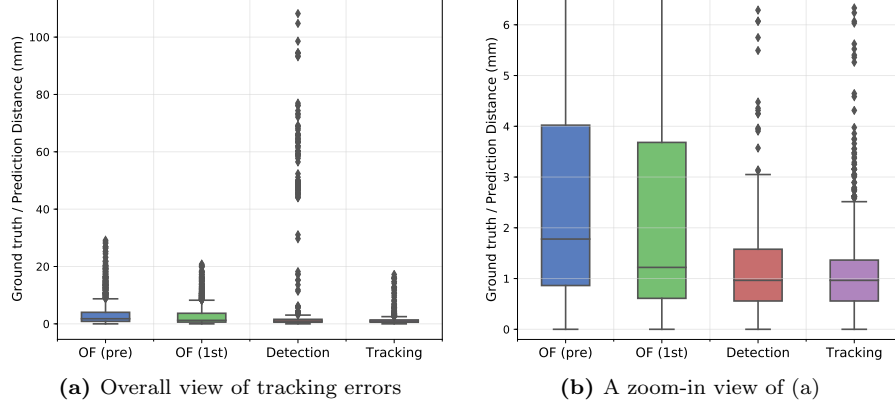 Ground truth / Prediction Distance (mm)
100
80
60
40
20
0
OF (pre) OF (1st) Detection Tracking
(a) Overall view of tracking errors
Ground truth / Prediction Distance (mm)
6
5
4
3
2
1
0
OF (pre) OF (1st) Detection Tracking
(b) A zoom-in view of (a)